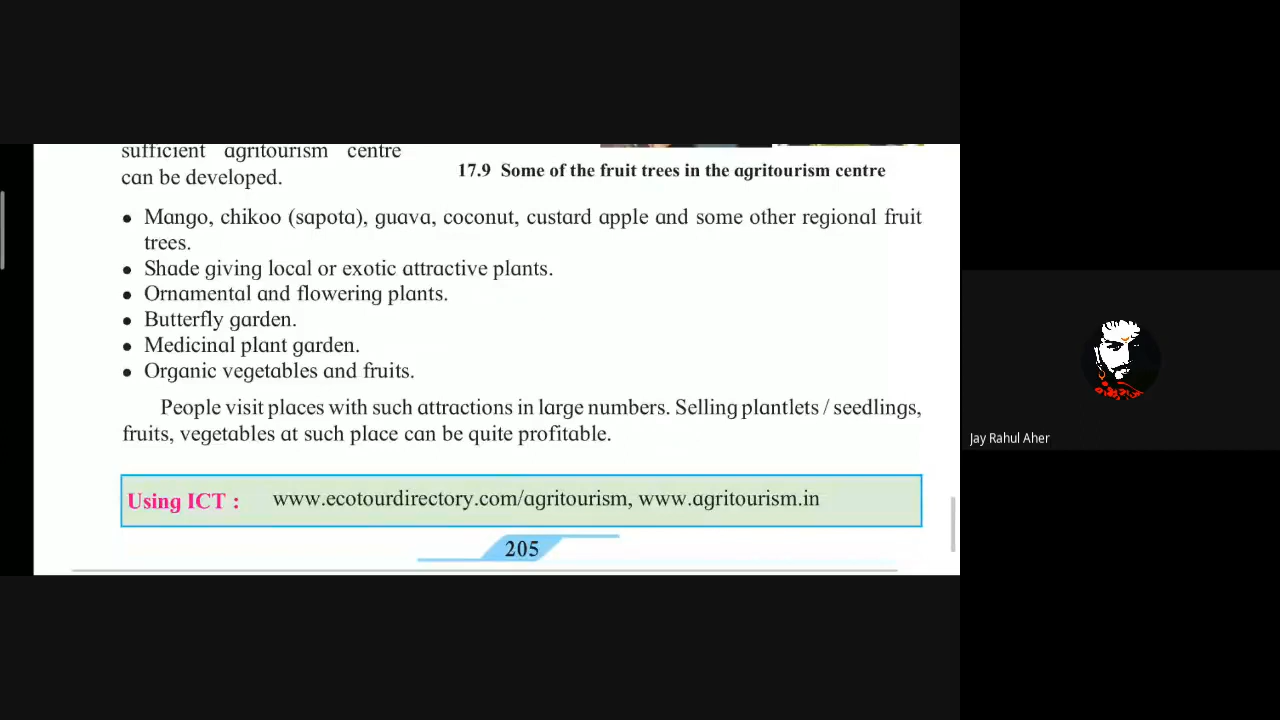 sufficient agritourism centre
can be developed.
17.9 Some of the fruit trees in the agritourism centre
• Mango, chikoo (sapota), guava, coconut, custard apple and some other regional fruit
trees.
• Shade giving local or exotic attractive plants.
• Ornamental and flowering plants.
• Butterfly garden.
• Medicinal plant garden.
• Organic vegetables and fruits.
People visit places with such attractions in large numbers. Selling plantlets / seedlings,
fruits, vegetables at such place can be quite profitable.
Using ICT : www.ecotourdirectory.com/agritourism, www.agritourism.in
205
Jay Rahul Aher